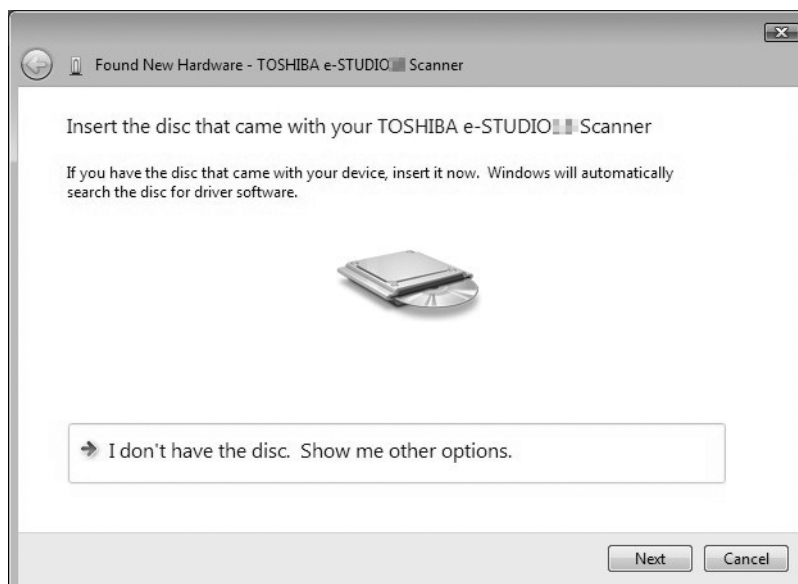 Found New Hardware - TOSHIBA e-STUDIO Scanner
Insert the disc that came with your TOSHIBA e-STUDIO Scanner
If you have the disc that came with your device, insert it now. Windows will automatically
search the disc for driver software.
I don't have the disc. Show me other options.
Next Cancel